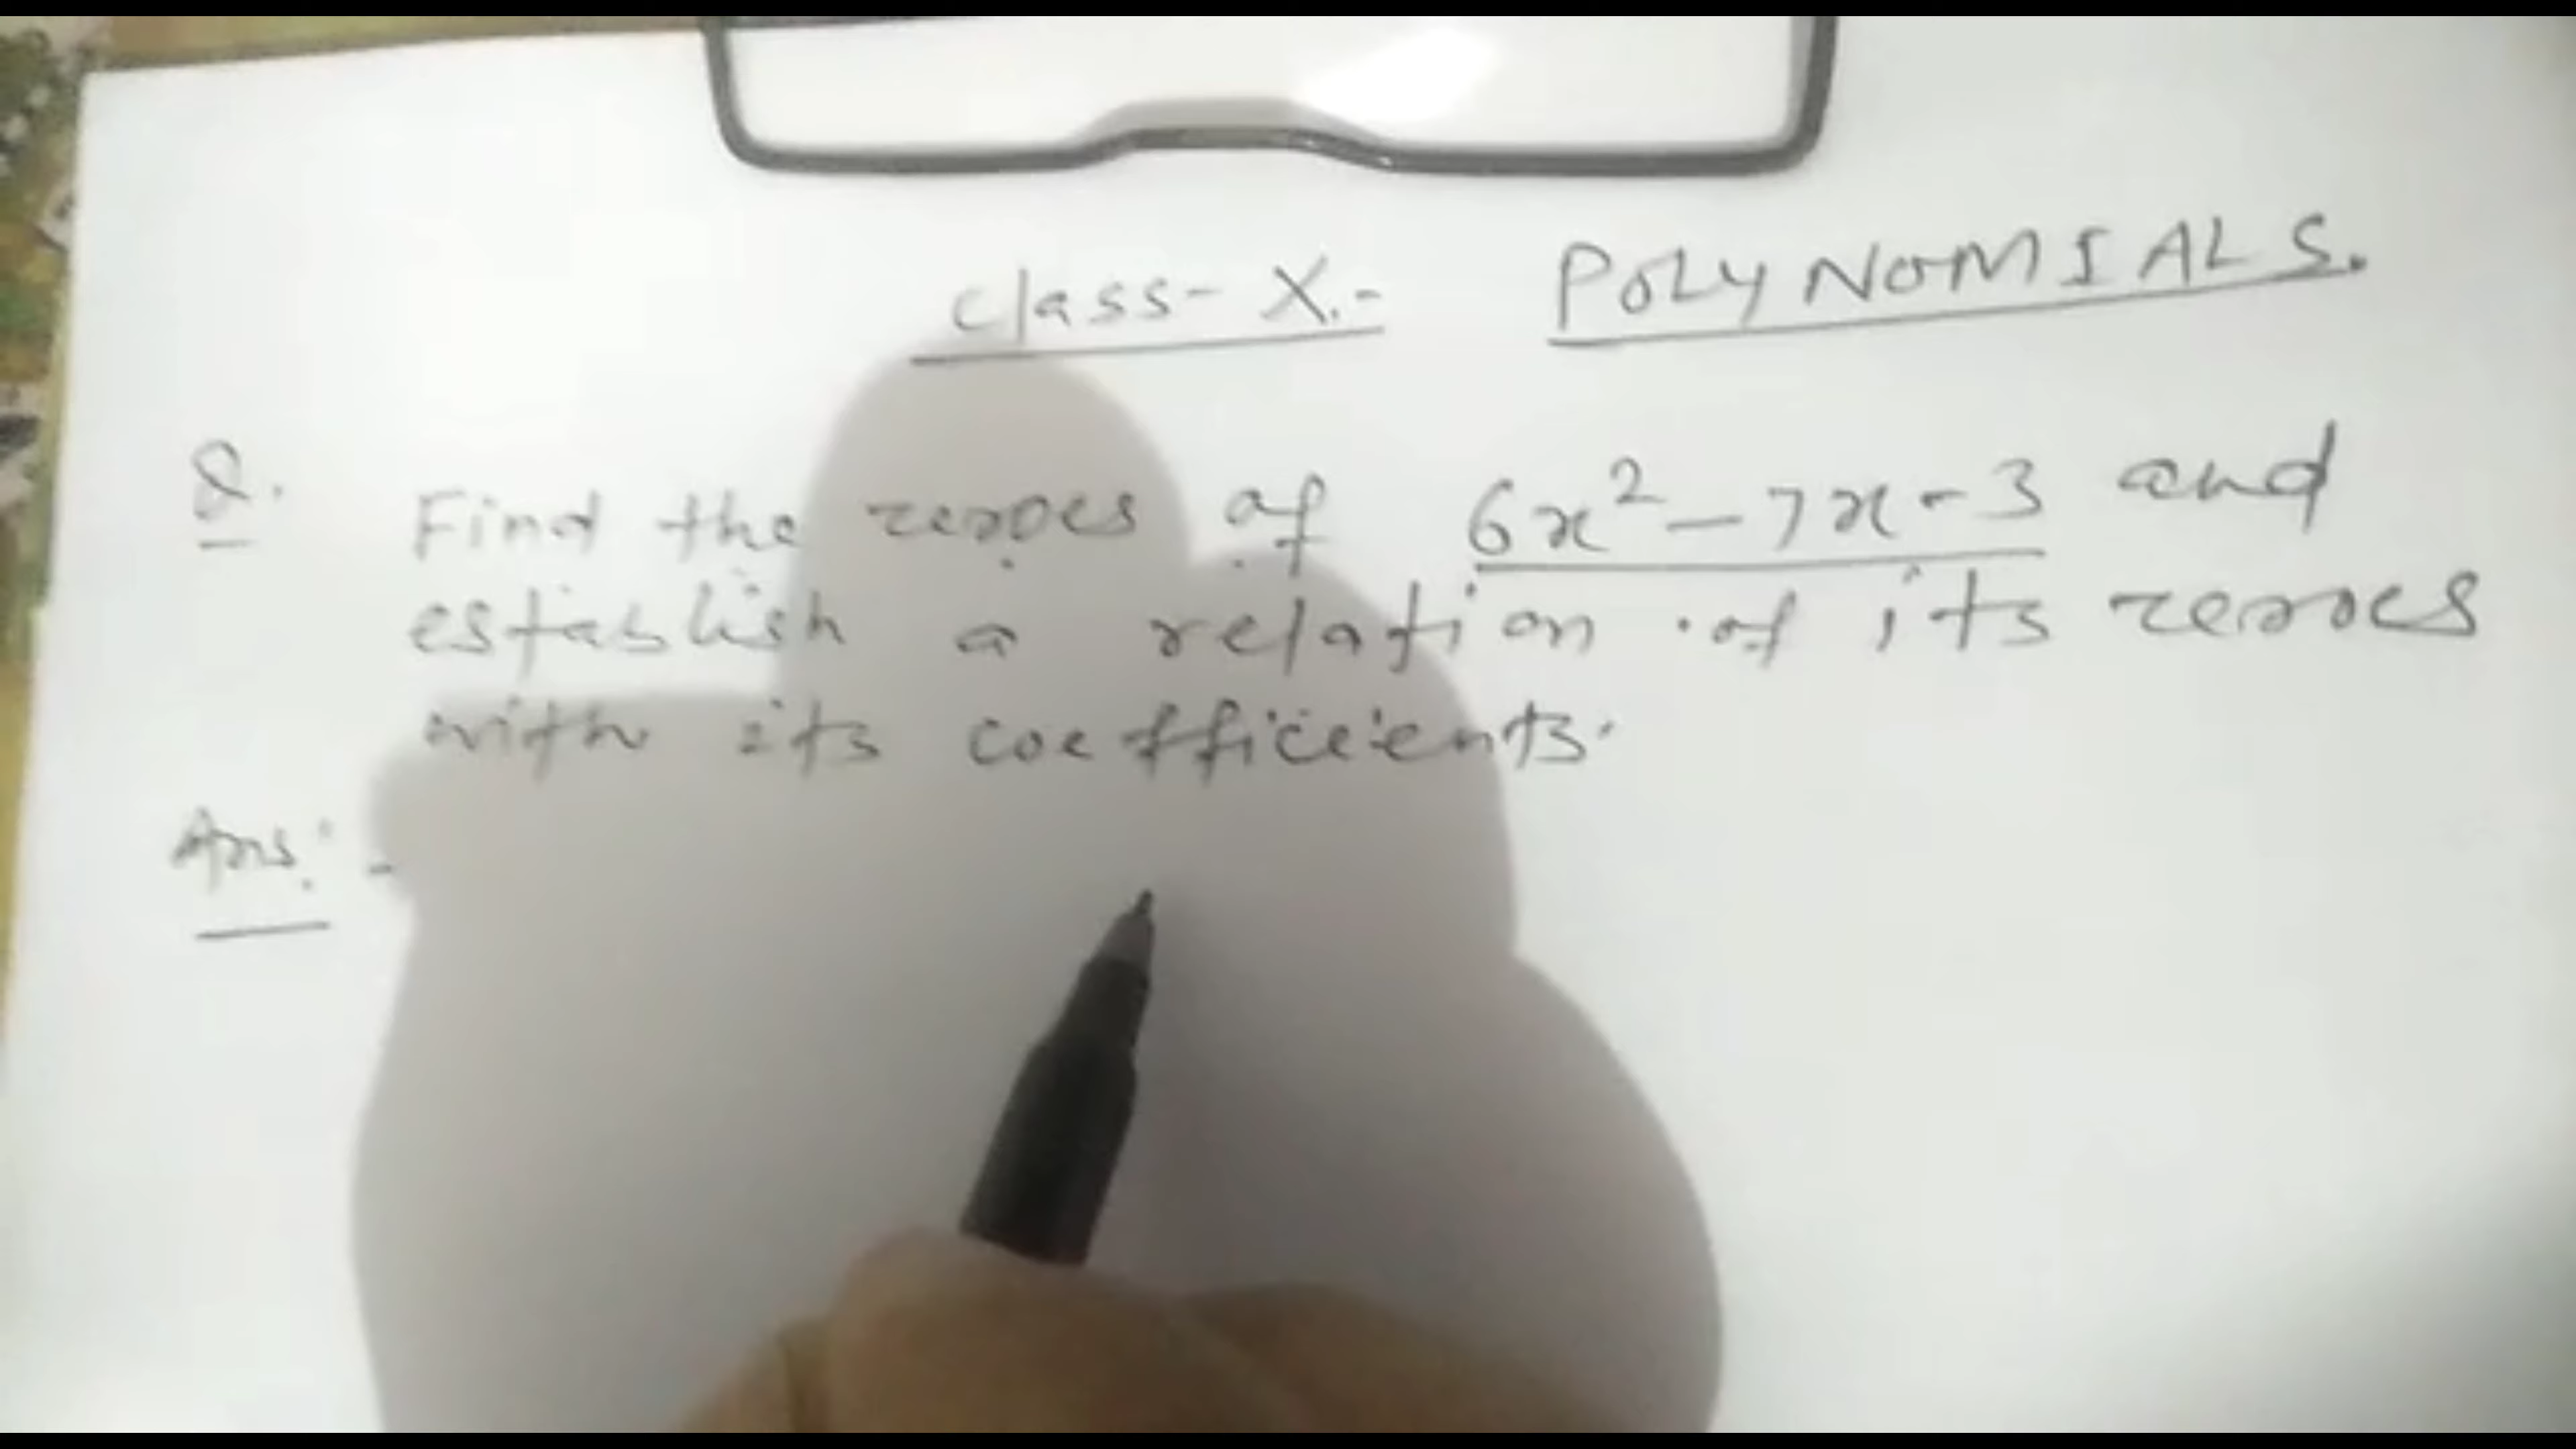 Class- X.- POLYNOMIALS.
Q. Find the zeroes of 6x²-7x-3 and
establish a relation of its zeroes
with its coefficients.
Ans:-